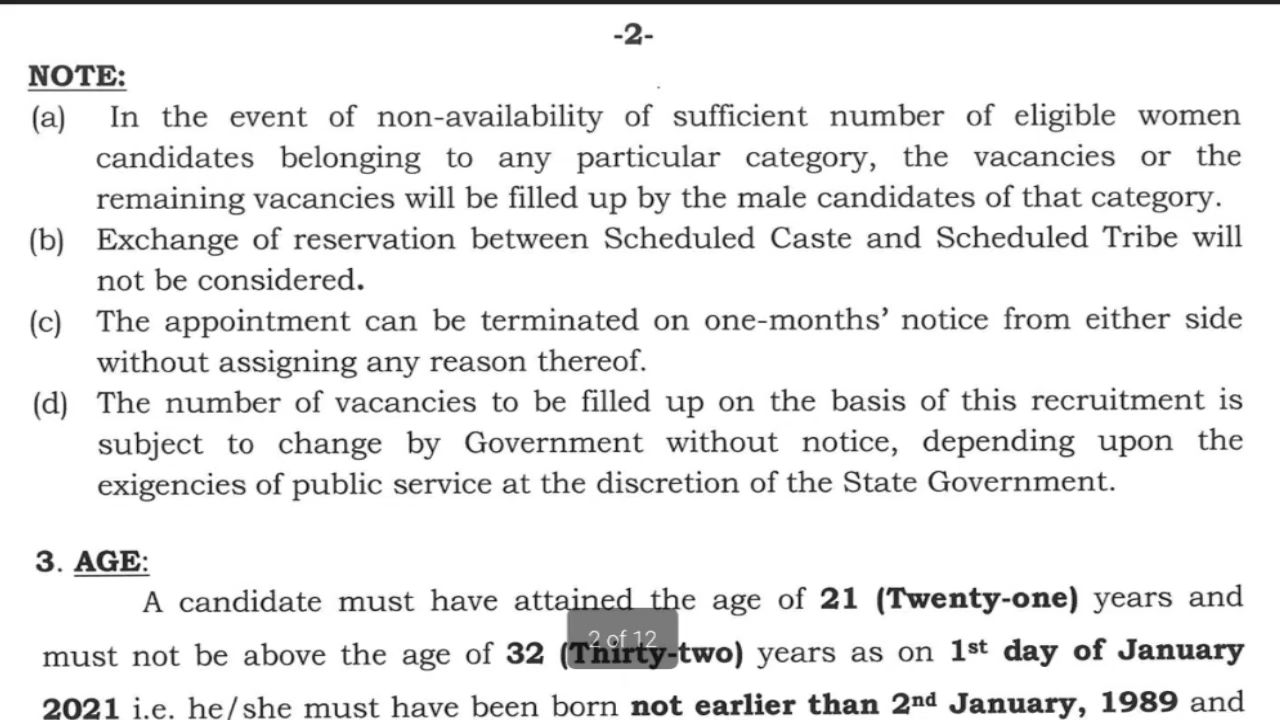 -2-
NOTE:
(a) In the event of non-availability of sufficient number of eligible women
candidates belonging to any particular category, the vacancies or the
remaining vacancies will be filled up by the male candidates of that category.
(b) Exchange of reservation between Scheduled Caste and Scheduled Tribe will
not be considered.
(c) The appointment can be terminated on one-months’ notice from either side
without assigning any reason thereof.
(d) The number of vacancies to be filled up on the basis of this recruitment is
subject to change by Government without notice, depending upon the
exigencies of public service at the discretion of the State Government.
3. AGE:
A candidate must have attained the age of 21 (Twenty-one) years and
2 of 12
must not be above the age of 32 (Thirty-two) years as on 1st day of January
2021 i.e. he/she must have been born not earlier than 2nd January, 1989 and